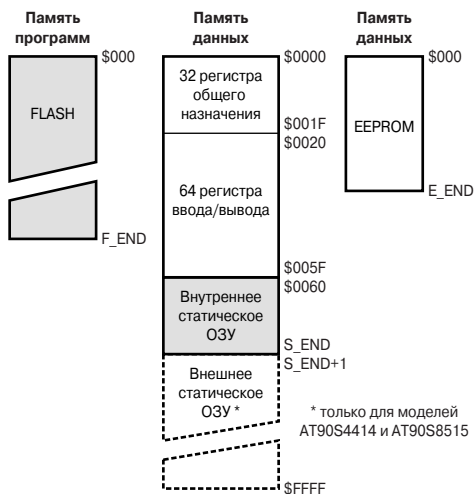 Память
программ
$000
FLASH
F_END
Память
данных
$0000
32 регистра
общего
назначения
$001F
$0020
64 регистра
ввода/вывода
$005F
$0060
Внутреннее
статическое
ОЗУ
S_END
S_END+1
Внешнее
статическое
ОЗУ *
$FFFF
Память
данных
$000
EEPROM
E_END
* только для моделей
AT90S4414 и AT90S8515